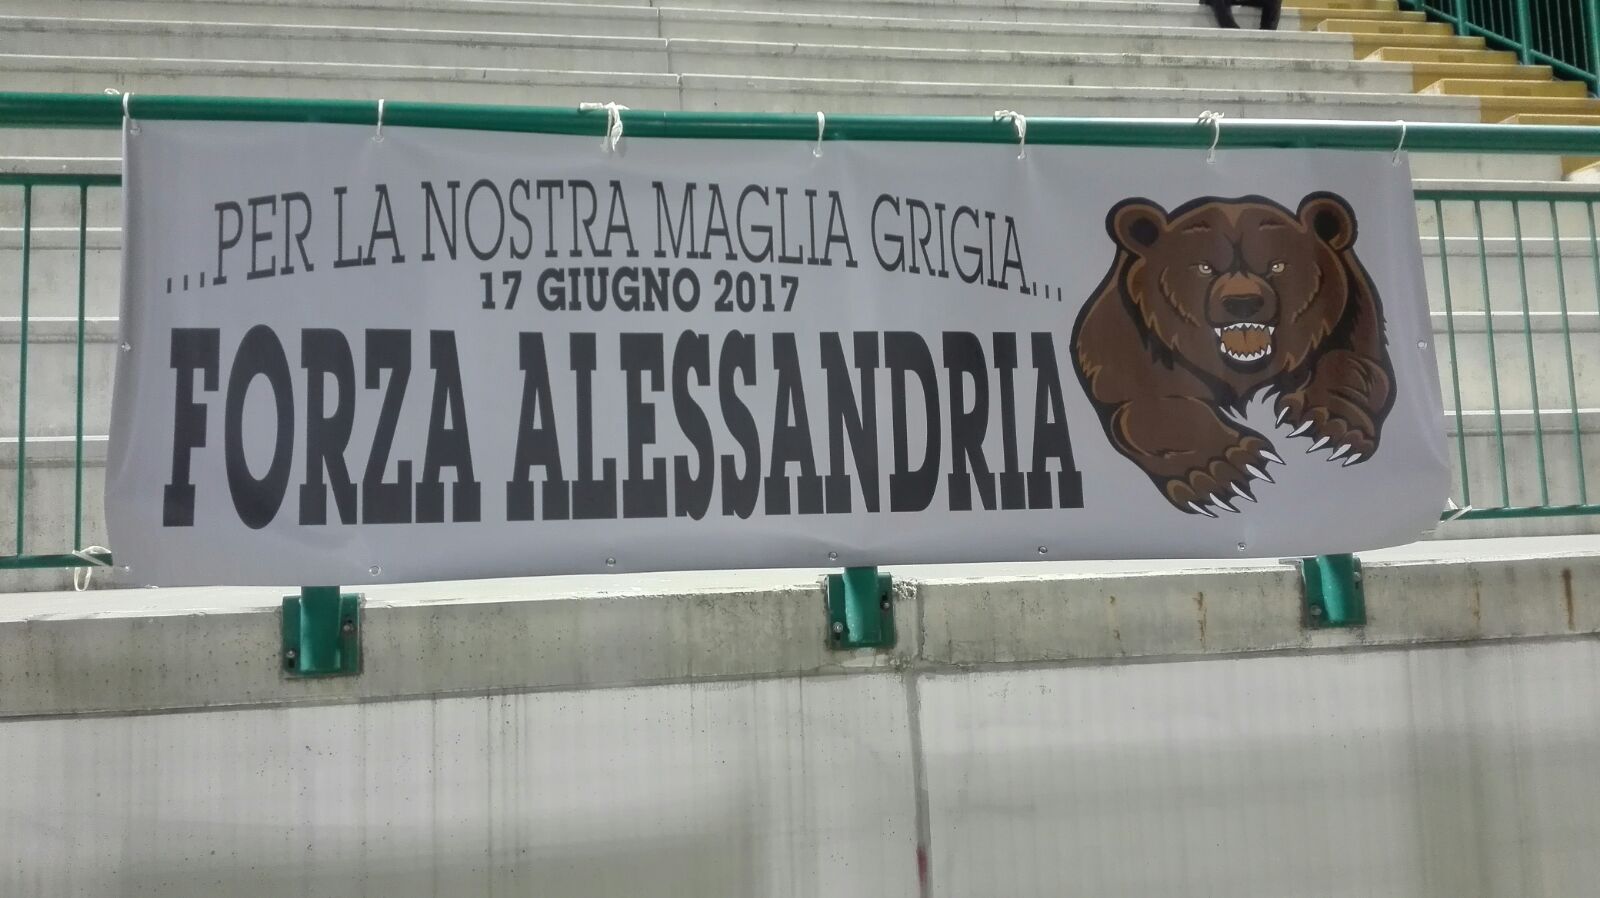 ...PER LA NOSTRA MAGLIA GRIGIA...
17 GIUGNO 2017
FORZA ALESSANDRIA